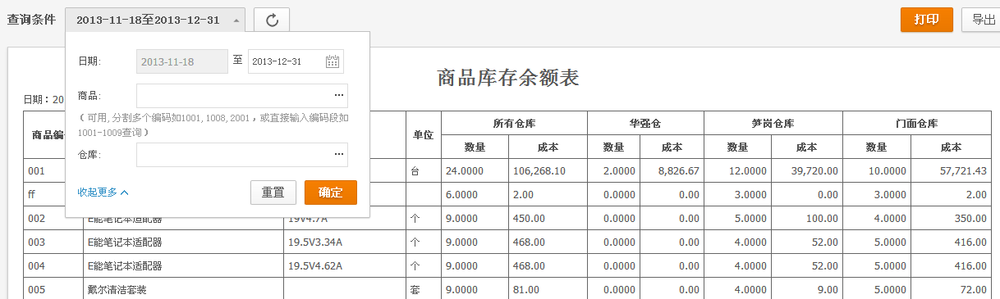 查询条件 2013-11-18至2013-12-31 打印 导出
日期: 2013-11-18 至 2013-12-31
商品: ...
（可用,分割多个编码如1001,1008,2001，或直接输入编码段如
1001-1009查询）
仓库: ...
收起更多 重置 确定
商品库存余额表
日期：20
商品编 单位 所有仓库 华强仓 笋岗仓库 门面仓库
数量 成本 数量 成本 数量 成本 数量 成本
001 台 24.0000 106,268.10 2.0000 8,826.67 12.0000 39,720.00 10.0000 57,721.43
ff 6.0000 2.00 0.0000 0.00 3.0000 0.00 3.0000 2.00
002 E能笔记本适配器 19V4.7A 个 9.0000 450.00 0.0000 0.00 5.0000 100.00 4.0000 350.00
003 E能笔记本适配器 19.5V3.34A 个 9.0000 468.00 0.0000 0.00 4.0000 52.00 5.0000 416.00
004 E能笔记本适配器 19.5V4.62A 个 9.0000 468.00 0.0000 0.00 4.0000 52.00 5.0000 416.00
005 戴尔清洁套装 套 9.0000 81.00 0.0000 0.00 4.0000 9.00 5.0000 72.00